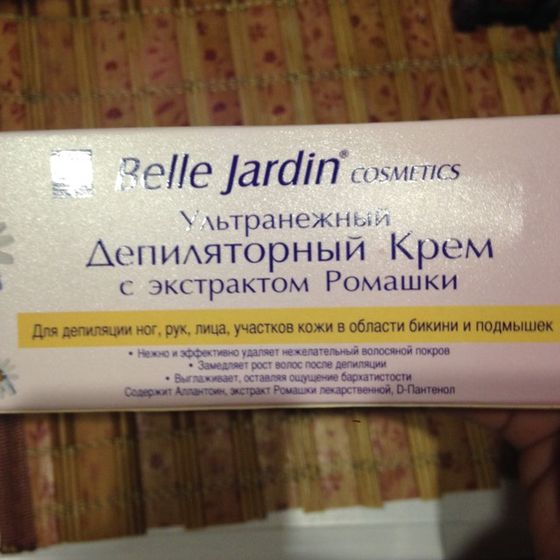 Belle Jardin® COSMETICS
Ультранежный
Депиляторный Крем
с экстрактом Ромашки
Для депиляции ног, рук, лица, участков кожи в области бикини и подмышек
• Нежно и эффективно удаляет нежелательный волосяной покров
• Замедляет рост волос после депиляции
• Выглаживает, оставляя ощущение бархатистости
Содержит Аллантоин, экстракт Ромашки лекарственной, D-Пантенол